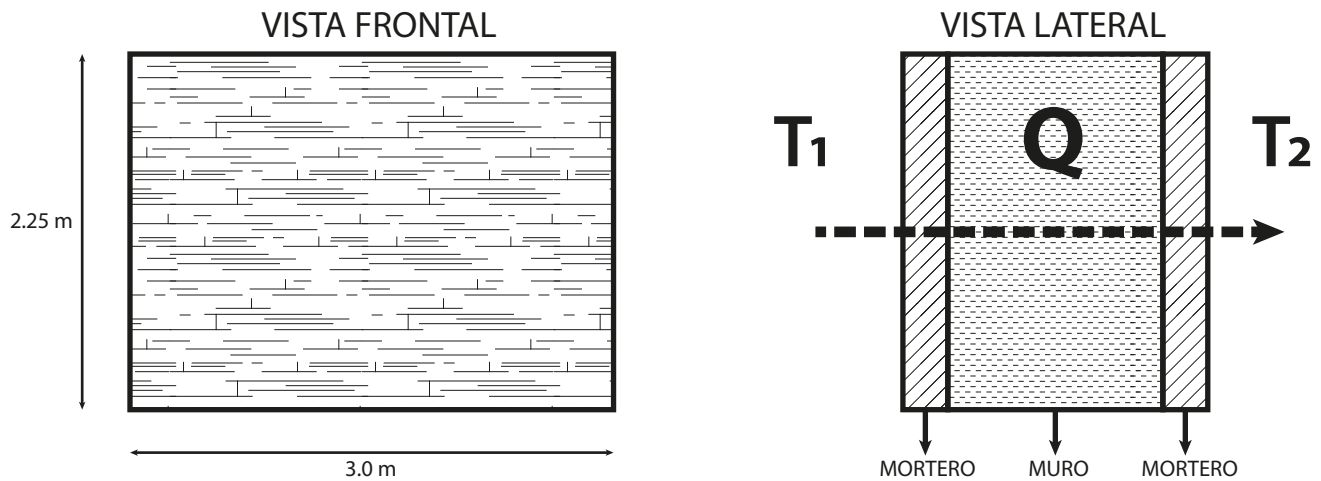 VISTA FRONTAL
2.25 m
3.0 m
VISTA LATERAL
T1
Q
T2
MORTERO
MURO
MORTERO